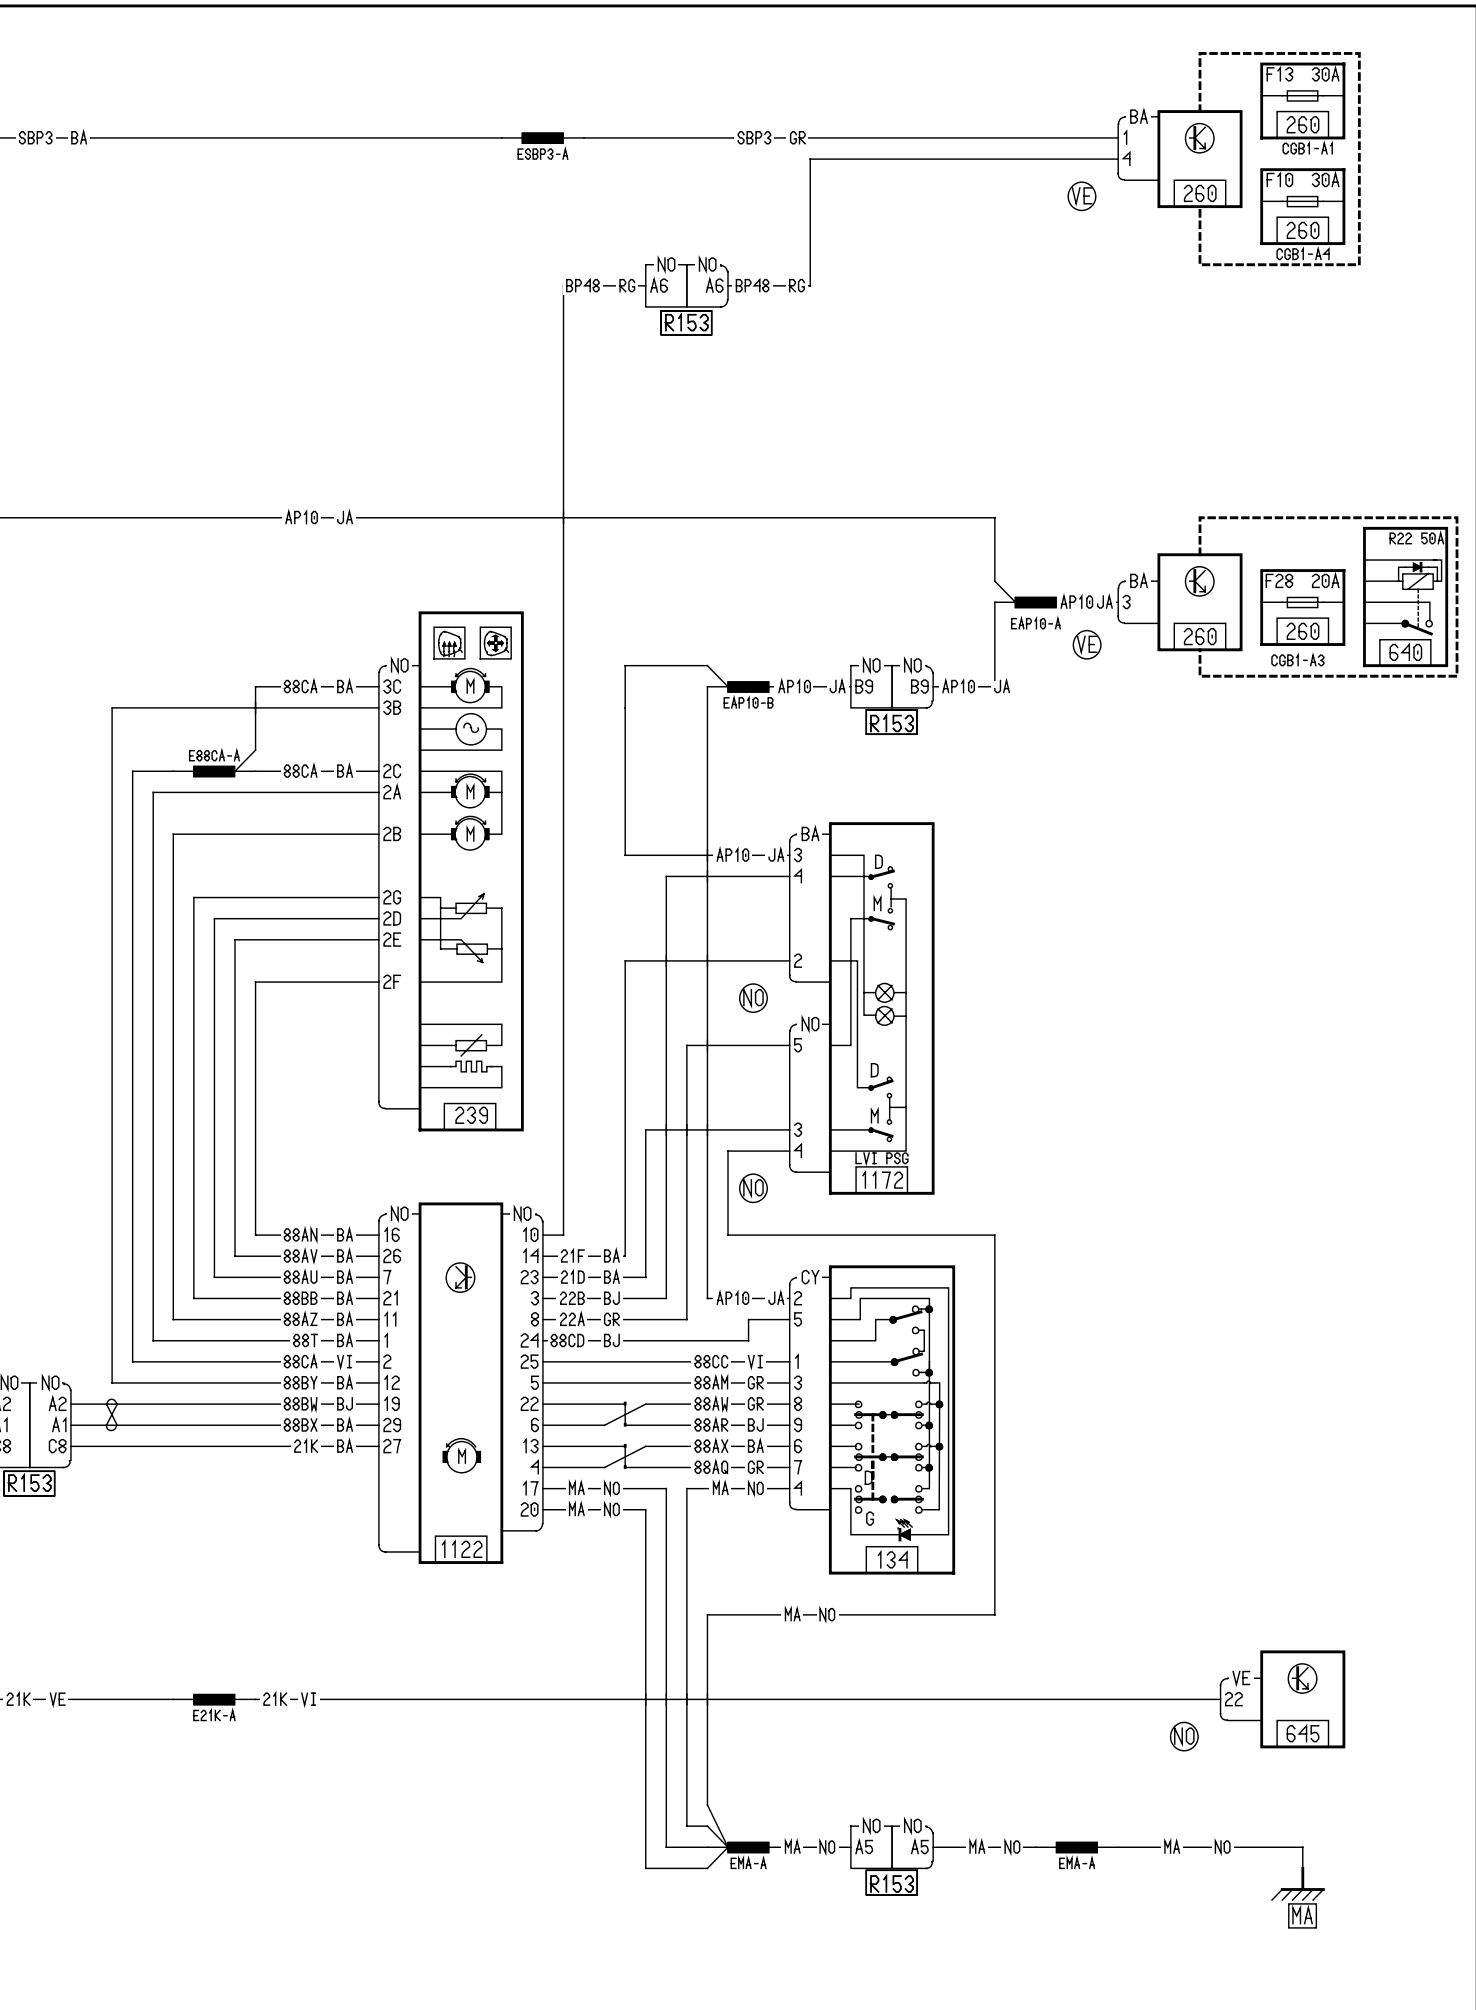 F13 30A
260
CGB1-A1
F10 30A
260
CGB1-A4
SBP3 BA
ESBP3-A
SBP3 GR
BA
1
4
260
VE
BP48 RG
NO NO
A6 A6
BP48 RG
R153
AP10 JA
R22 50A
640
F28 20A
260
CGB1-A3
BA
3
260
EAP10-A
AP10 JA
VE
NO
88CA BA 3C
3B
E88CA-A
88CA BA 2C
2A
2B
2G
2D
2E
2F
M
M
M
239
EAP10-B
AP10 JA
NO NO
B9 B9
AP10 JA
R153
BA
AP10 JA 3
4
2
NO
NO
5
3
4
NO
D
M
D
M
LVI PSG
1172
NO NO
88AN BA 16
88AV BA 26
88AU BA 7
88BB BA 21
88AZ BA 11
88T BA 1
88CA VI 2
88BY BA 12
88BW BJ 19
88BX BA 29
21K BA 27
M
1122
10
14 21F BA
23 21D BA
3 22B BJ
8 22A GR
24 88CD BJ
25
5
22
6
13
4
17 MA NO
20 MA NO
CY
AP10 JA 2
5
88CC VI 1
88AM GR 3
88AW GR 8
88AR BJ 9
88AX BA 6
88AQ GR 7
MA NO 4
D
G
134
NO NO
A2 A2
A1 A1
C8 C8
R153
MA NO
21K VE
E21K-A
21K VI
VE
22
645
NO
EMA-A
MA NO
NO NO
A5 A5
R153
MA NO
EMA-A
MA NO
MA